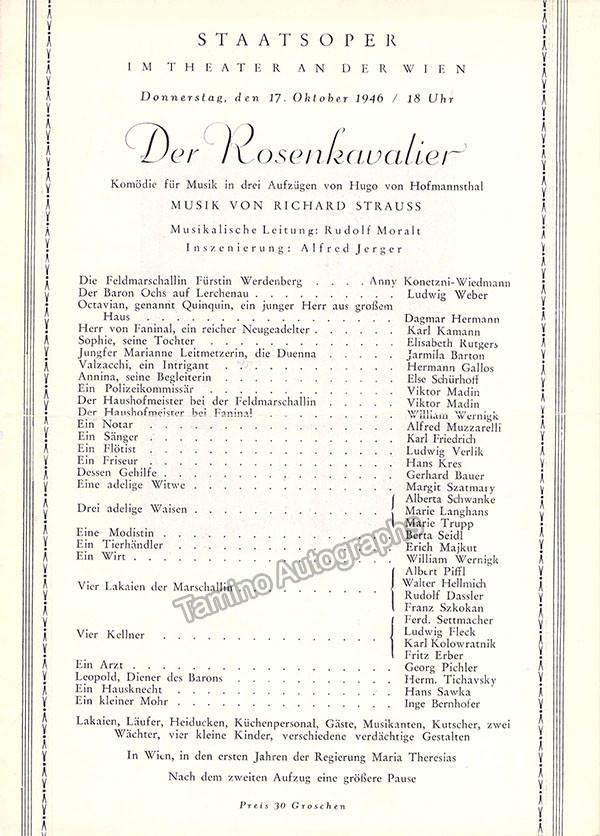 STAATSOPER
IM THEATER AN DER WIEN
Donnerstag, den 17. Oktober 1946 / 18 Uhr
Der Rosenkavalier
Komödie für Musik in drei Aufzügen von Hugo von Hofmannsthal
MUSIK VON RICHARD STRAUSS
Musikalische Leitung: Rudolf Moralt
Inszenierung: Alfred Jerger
Die Feldmarschallin Fürstin Werdenberg . . . . Anny Konetzni-Wiedmann
Der Baron Ochs auf Lerchenau . . . . . . . . . Ludwig Weber
Octavian, genannt Quinquin, ein junger Herr aus großem
Haus . . . . . . . . . . . . . . . . Dagmar Hermann
Herr von Faninal, ein reicher Neugeadelter . . . . . Karl Kamann
Sophie, seine Tochter . . . . . . . . . . . . Elisabeth Rutgers
Jungfer Marianne Leitmetzerin, die Duenna . . . . . Jarmila Barton
Valzacchi, ein Intrigant . . . . . . . . . . . Hermann Gallos
Annina, seine Begleiterin . . . . . . . . . . . Else Schürhoff
Ein Polizeikommissär . . . . . . . . . . . . Viktor Madin
Der Haushofmeister bei der Feldmarschallin . . . . . Viktor Madin
Der Haushofmeister bei Faninal . . . . . . . . . William Wernigk
Ein Notar . . . . . . . . . . . . . . . Alfred Muzzarelli
Ein Sänger . . . . . . . . . . . . . . . Karl Friedrich
Ein Flötist . . . . . . . . . . . . . . . Ludwig Verlik
Ein Friseur . . . . . . . . . . . . . . . Hans Kres
Dessen Gehilfe . . . . . . . . . . . . . . Gerhard Bauer
Eine adelige Witwe . . . . . . . . . . . . . Margit Szatmary
Drei adelige Waisen . . . . . . . . . . . . Alberta Schwanke
Marie Langhans
Marie Trupp
Eine Modistin . . . . . . . . . . . . . . Berta Seidl
Ein Tierhändler . . . . . . . . . . . . . . Erich Majkut
Ein Wirt . . . . . . . . . . . . . . . . William Wernigk
Vier Lakaien der Marschallin . . . . . . . . . Albert Piffl
Walter Hellmich
Rudolf Dassler
Franz Szkokan
Vier Kellner . . . . . . . . . . . . . . Ferd. Settmacher
Ludwig Fleck
Karl Kolowratnik
Fritz Erber
Ein Arzt . . . . . . . . . . . . . . . . Georg Pichler
Leopold, Diener des Barons . . . . . . . . . . Herm. Tichavsky
Ein Hausknecht . . . . . . . . . . . . . . Hans Sawka
Ein kleiner Mohr . . . . . . . . . . . . . Inge Bernhofer
Lakaien, Läufer, Heiducken, Küchenpersonal, Gäste, Musikanten, Kutscher, zwei
Wächter, vier kleine Kinder, verschiedene verdächtige Gestalten
In Wien, in den ersten Jahren der Regierung Maria Theresias
Nach dem zweiten Aufzug eine größere Pause
Preis 30 Groschen
Tamino Autographs